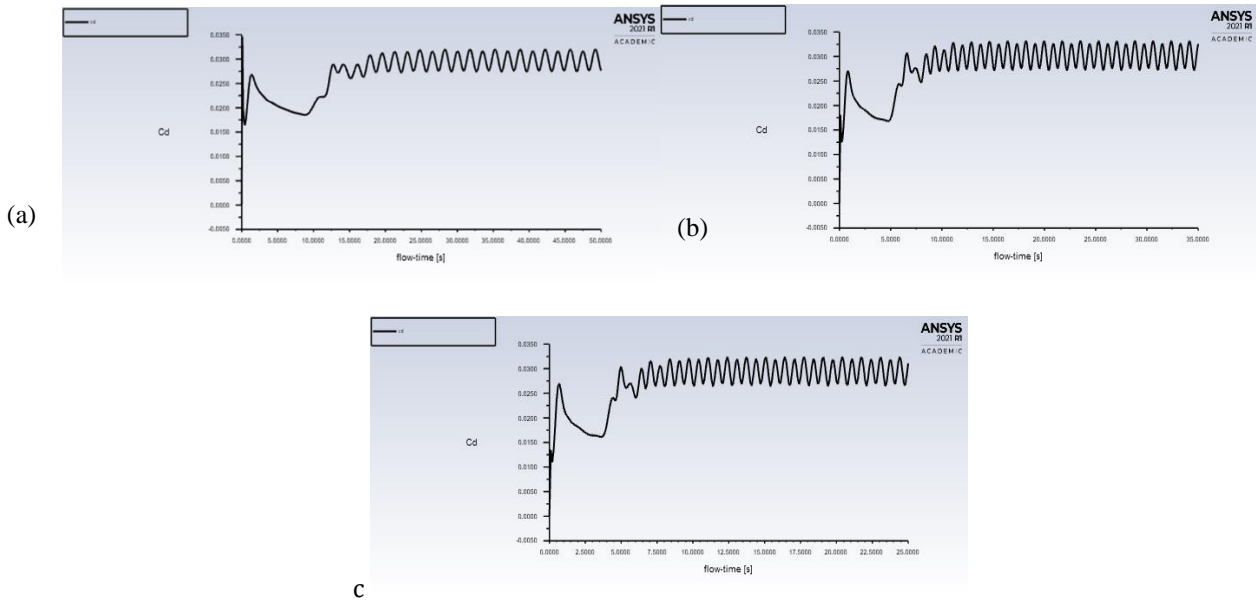 cd
ANSYS
2021 R1
ACADEMIC
0.0350
0.0300
0.0250
0.0200
0.0150
0.0100
0.0050
0.0000
-0.0050
Cd
0.0000 5.0000 10.0000 15.0000 20.0000 25.0000 30.0000 35.0000 40.0000 45.0000 50.0000
flow-time [s]
(a)
cd
ANSYS
2021 R1
ACADEMIC
0.0350
0.0300
0.0250
0.0200
0.0150
0.0100
0.0050
0.0000
-0.0050
Cd
0.0000 5.0000 10.0000 15.0000 20.0000 25.0000 30.0000 35.0000
flow-time [s]
(b)
cd
ANSYS
2021 R1
ACADEMIC
0.0350
0.0300
0.0250
0.0200
0.0150
0.0100
0.0050
0.0000
-0.0050
Cd
0.0000 2.5000 5.0000 7.5000 10.0000 12.5000 15.0000 17.5000 20.0000 22.5000 25.0000
flow-time [s]
c